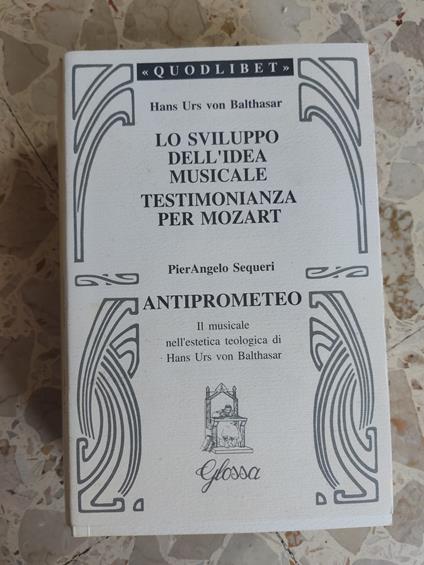 « QUODLIBET »
Hans Urs von Balthasar
LO SVILUPPO
DELL'IDEA
MUSICALE
TESTIMONIANZA
PER MOZART
PierAngelo Sequeri
ANTIPROMETEO
Il musicale
nell'estetica teologica di
Hans Urs von Balthasar
Glossa